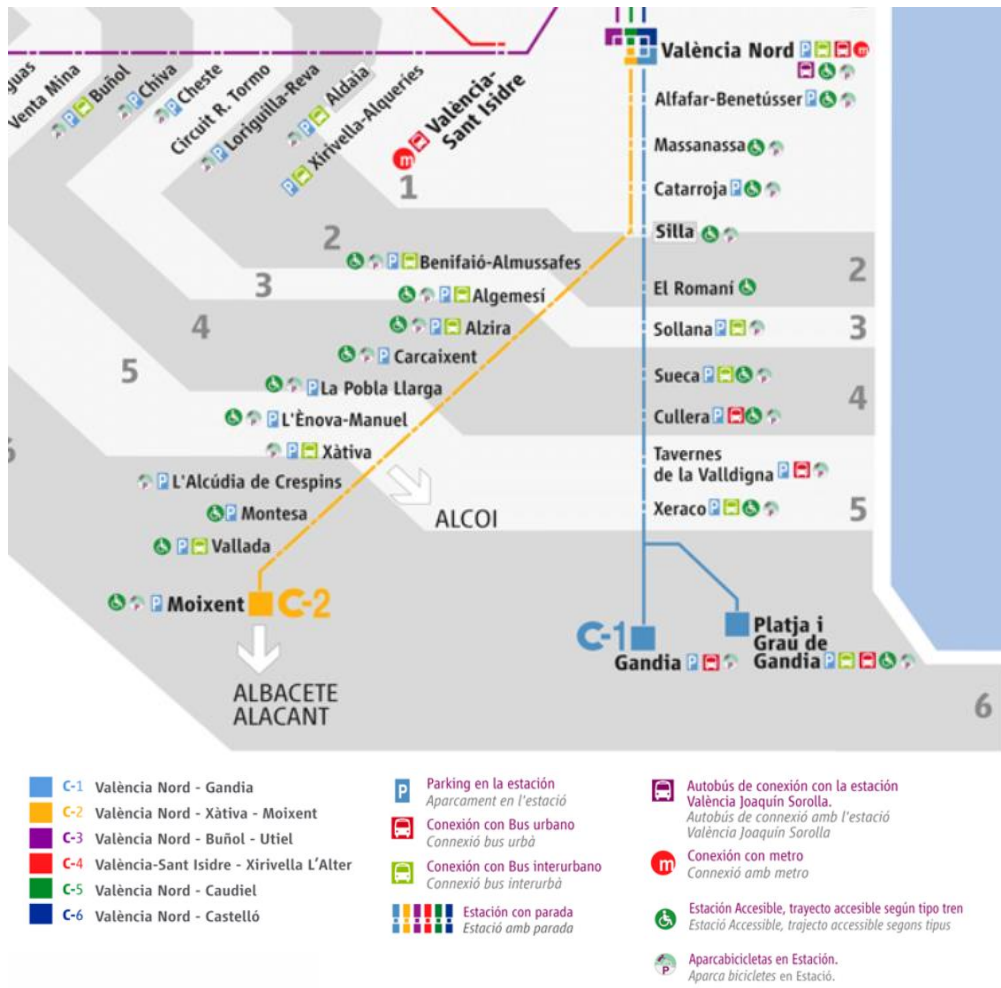 València Nord
guas
Venta Mina
Buñol
Chiva
Cheste
Circuit R. Tormo
Loriguilla-Reva
Aldaia
Xirivella-Alqueries
València-
Sant Isidre
Alfafar-Benetússer
Massanassa
Catarroja
1
Silla
2
Benifaió-Almussafes
2
3
El Romaní
Algemesí
4
Alzira
Sollana
3
Carcaixent
5
La Pobla Llarga
Sueca
4
L'Ènova-Manuel
Cullera
6
Xàtiva
Tavernes
de la Valldigna
L'Alcúdia de Crespins
Montesa
ALCOI
Xeraco
5
Vallada
Moixent
C-2
C-1
Gandia
Platja i
Grau de
Gandia
ALBACETE
ALACANT
6
C-1 València Nord - Gandia
C-2 València Nord - Xàtiva - Moixent
C-3 València Nord - Buñol - Utiel
C-4 València-Sant Isidre - Xirivella L'Alter
C-5 València Nord - Caudiel
C-6 València Nord - Castelló
P
Parking en la estación
Aparcament en l'estació
Conexión con Bus urbano
Connexió bus urbà
Conexión con Bus interurbano
Connexió bus interurbà
Estación con parada
Estació amb parada
Autobús de conexión con la estación
València Joaquín Sorolla.
Autobús de connexió amb l'estació
València Joaquín Sorolla
m
Conexión con metro
Connexió amb metro
Estación Accesible, trayecto accesible según tipo tren
Estació Accessible, trajecto accessible segons tipus
P
Aparcabicicletas en Estación.
Aparca bicicletes en Estació.